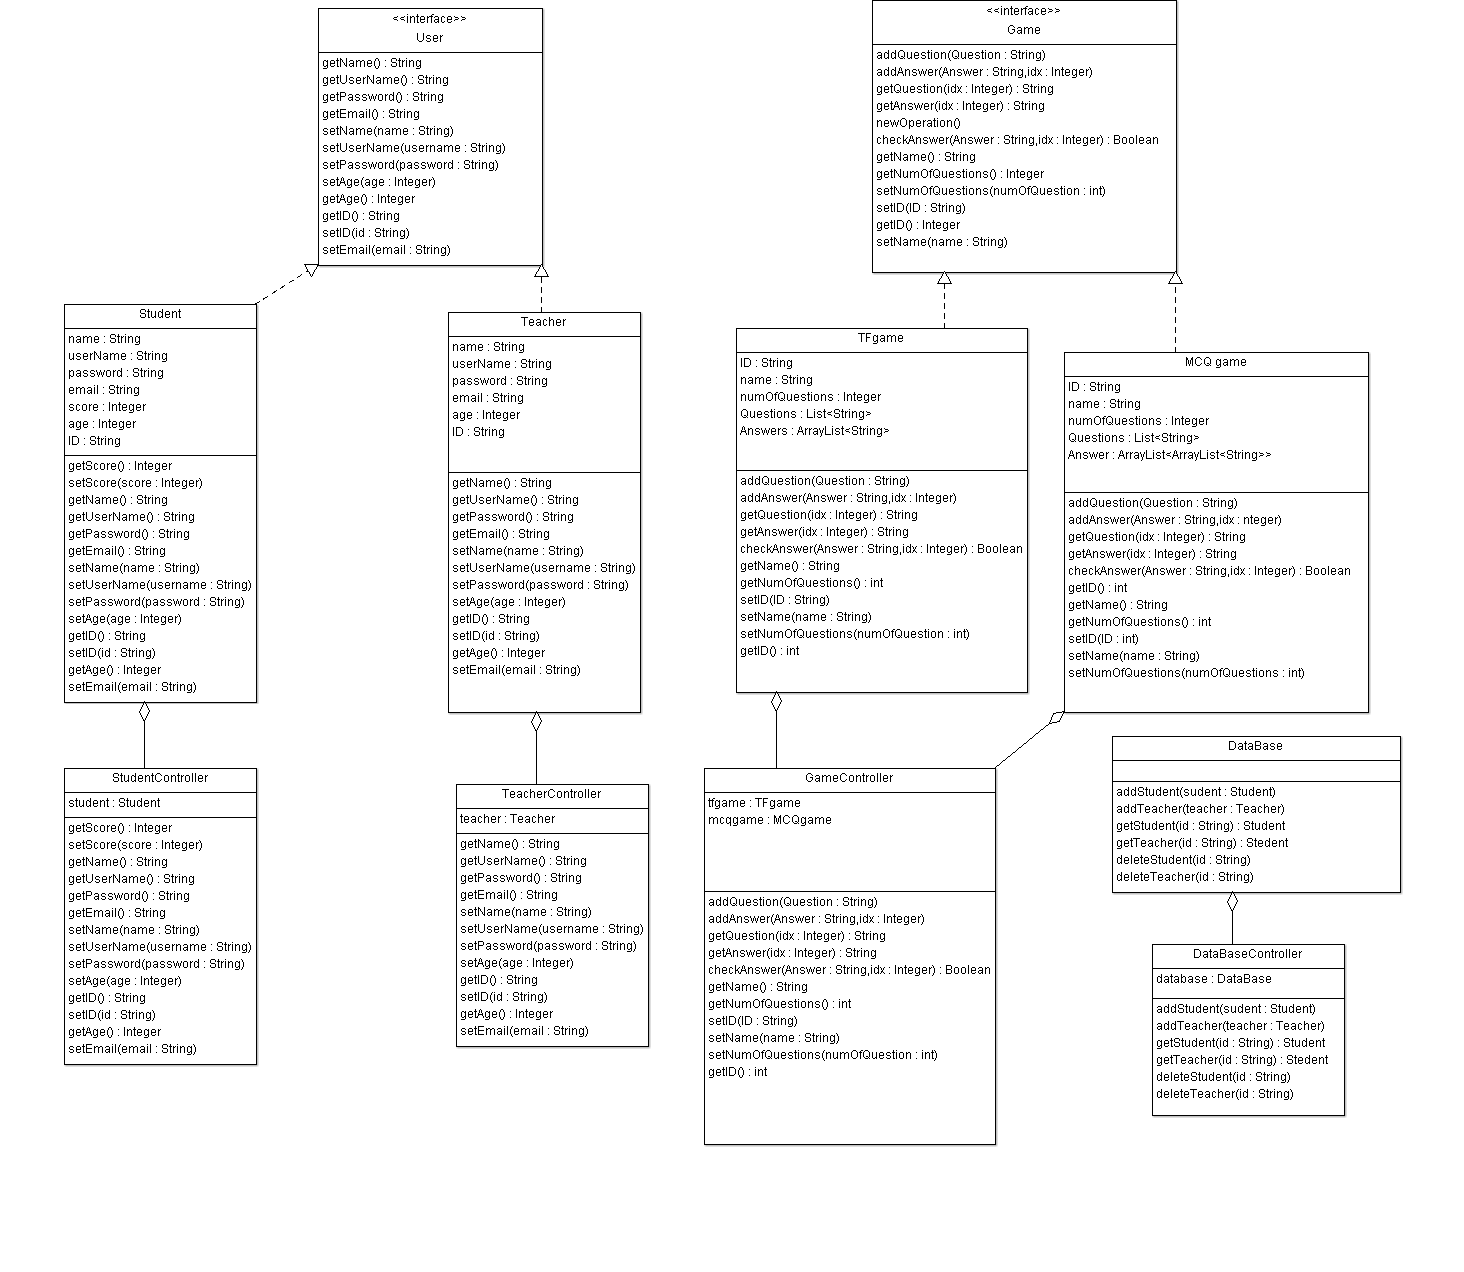 <<interface>>
User
getName() : String
getUserName() : String
getPassword() : String
getEmail() : String
setName(name : String)
setUserName(username : String)
setPassword(password : String)
setAge(age : Integer)
getAge() : Integer
getID() : String
setID(id : String)
setEmail(email : String)
<<interface>>
Game
addQuestion(Question : String)
addAnswer(Answer : String,idx : Integer)
getQuestion(idx : Integer) : String
getAnswer(idx : Integer) : String
newOperation()
checkAnswer(Answer : String,idx : Integer) : Boolean
getName() : String
getNumOfQuestions() : Integer
setNumOfQuestions(numOfQuestion : int)
setID(ID : String)
getID() : Integer
setName(name : String)
Student
name : String
userName : String
password : String
email : String
score : Integer
age : Integer
ID : String
getScore() : Integer
setScore(score : Integer)
getName() : String
getUserName() : String
getPassword() : String
getEmail() : String
setName(name : String)
setUserName(username : String)
setPassword(password : String)
setAge(age : Integer)
getID() : String
setID(id : String)
getAge() : Integer
setEmail(email : String)
Teacher
name : String
userName : String
password : String
email : String
age : Integer
ID : String
getName() : String
getUserName() : String
getPassword() : String
getEmail() : String
setName(name : String)
setUserName(username : String)
setPassword(password : String)
setAge(age : Integer)
getID() : String
setID(id : String)
getAge() : Integer
setEmail(email : String)
TFgame
ID : String
name : String
numOfQuestions : Integer
Questions : List<String>
Answers : ArrayList<String>
addQuestion(Question : String)
addAnswer(Answer : String,idx : Integer)
getQuestion(idx : Integer) : String
getAnswer(idx : Integer) : String
checkAnswer(Answer : String,idx : Integer) : Boolean
getName() : String
getNumOfQuestions() : int
setID(ID : String)
setName(name : String)
setNumOfQuestions(numOfQuestion : int)
getID() : int
MCQ game
ID : String
name : String
numOfQuestions : Integer
Questions : List<String>
Answer : ArrayList<ArrayList<String>>
addQuestion(Question : String)
addAnswer(Answer : String,idx : nteger)
getQuestion(idx : Integer) : String
getAnswer(idx : Integer) : String
checkAnswer(Answer : String,idx : Integer) : Boolean
getID() : int
getName() : String
getNumOfQuestions() : int
setID(ID : int)
setName(name : String)
setNumOfQuestions(numOfQuestions : int)
StudentController
student : Student
getScore() : Integer
setScore(score : Integer)
getName() : String
getUserName() : String
getPassword() : String
getEmail() : String
setName(name : String)
setUserName(username : String)
setPassword(password : String)
setAge(age : Integer)
getID() : String
setID(id : String)
getAge() : Integer
setEmail(email : String)
TeacherController
teacher : Teacher
getName() : String
getUserName() : String
getPassword() : String
getEmail() : String
setName(name : String)
setUserName(username : String)
setPassword(password : String)
setAge(age : Integer)
getID() : String
setID(id : String)
getAge() : Integer
setEmail(email : String)
GameController
tfgame : TFgame
mcqgame : MCQgame
addQuestion(Question : String)
addAnswer(Answer : String,idx : Integer)
getQuestion(idx : Integer) : String
getAnswer(idx : Integer) : String
checkAnswer(Answer : String,idx : Integer) : Boolean
getName() : String
getNumOfQuestions() : int
setID(ID : String)
setName(name : String)
setNumOfQuestions(numOfQuestion : int)
getID() : int
DataBase
addStudent(sudent : Student)
addTeacher(teacher : Teacher)
getStudent(id : String) : Student
getTeacher(id : String) : Stedent
deleteStudent(id : String)
deleteTeacher(id : String)
DataBaseController
database : DataBase
addStudent(sudent : Student)
addTeacher(teacher : Teacher)
getStudent(id : String) : Student
getTeacher(id : String) : Stedent
deleteStudent(id : String)
deleteTeacher(id : String)